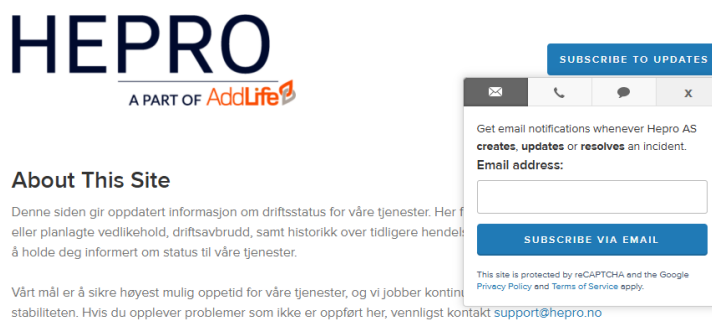 HEPRO
A PART OF AddLife
SUBSCRIBE TO UPDATES
x
Get email notifications whenever Hepro AS
creates, updates or resolves an incident.
Email address:
SUBSCRIBE VIA EMAIL
This site is protected by reCAPTCHA and the Google
Privacy Policy and Terms of Service apply.
About This Site
Denne siden gir oppdatert informasjon om driftsstatus for våre tjenester. Her
eller planlagte vedlikehold, driftsavbrudd, samt historikk over tidligere
å holde deg informert om status til våre tjenester.
Vårt mål er å sikre høyest mulig oppetid for våre tjenester, og vi jobber
stabiliteten. Hvis du opplever problemer som ikke er oppført her, vennligst kontakt support@hepro.no